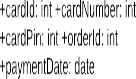 +cardId: int +cardNumber: int
+cardPin: int +orderId: int
+paymentDate: date